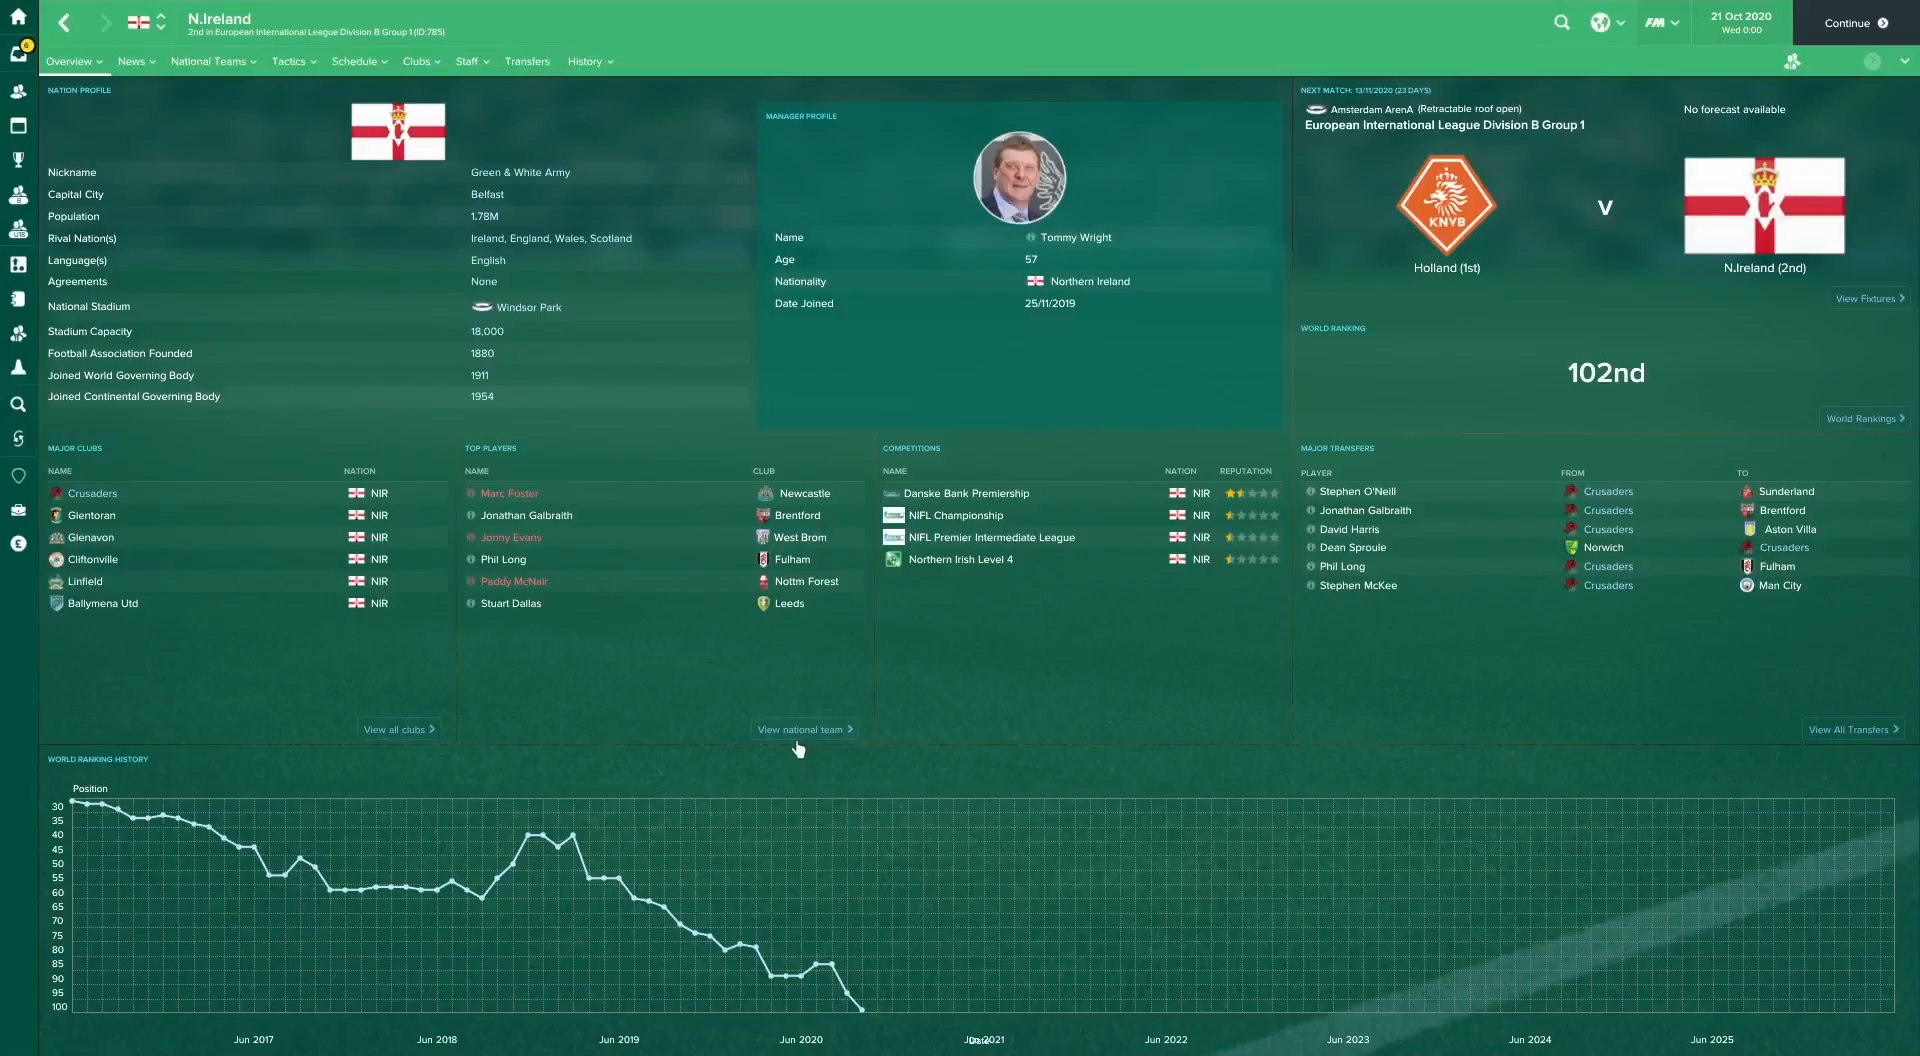 6
N.Ireland
2nd in European International League Division B Group 1 (ID:785)
FM
21 Oct 2020
Wed 0:00
Continue
Overview News National Teams Tactics Schedule Clubs Staff Transfers History
NATION PROFILE
Nickname Green & White Army
Capital City Belfast
Population 1.78M
Rival Nation(s) Ireland, England, Wales, Scotland
Language(s) English
Agreements None
National Stadium Windsor Park
Stadium Capacity 18,000
Football Association Founded 1880
Joined World Governing Body 1911
Joined Continental Governing Body 1954
MANAGER PROFILE
Name Tommy Wright
Age 57
Nationality Northern Ireland
Date Joined 25/11/2019
NEXT MATCH: 13/11/2020 (23 DAYS)
Amsterdam ArenA (Retractable roof open) No forecast available
European International League Division B Group 1
KNVB
V
Holland (1st) N.Ireland (2nd)
View Fixtures
WORLD RANKING
102nd
World Rankings
MAJOR CLUBS
NAME NATION
Crusaders NIR
Glentoran NIR
Glenavon NIR
Cliftonville NIR
Linfield NIR
Ballymena Utd NIR
View all clubs
TOP PLAYERS
NAME CLUB
Marc Foster Newcastle
Jonathan Galbraith Brentford
Jonny Evans West Brom
Phil Long Fulham
Paddy McNair Nottm Forest
Stuart Dallas Leeds
View national team
COMPETITIONS
NAME NATION REPUTATION
Danske Bank Premiership NIR
NIFL Championship NIR
NIFL Premier Intermediate League NIR
Northern Irish Level 4 NIR
MAJOR TRANSFERS
PLAYER FROM TO
Stephen O'Neill Crusaders Sunderland
Jonathan Galbraith Crusaders Brentford
David Harris Crusaders Aston Villa
Dean Sproule Norwich Crusaders
Phil Long Crusaders Fulham
Stephen McKee Crusaders Man City
View All Transfers
WORLD RANKING HISTORY
Position
30
35
40
45
50
55
60
65
70
75
80
85
90
95
100
Jun 2017 Jun 2018 Jun 2019 Jun 2020 Jun 2021 Jun 2022 Jun 2023 Jun 2024 Jun 2025